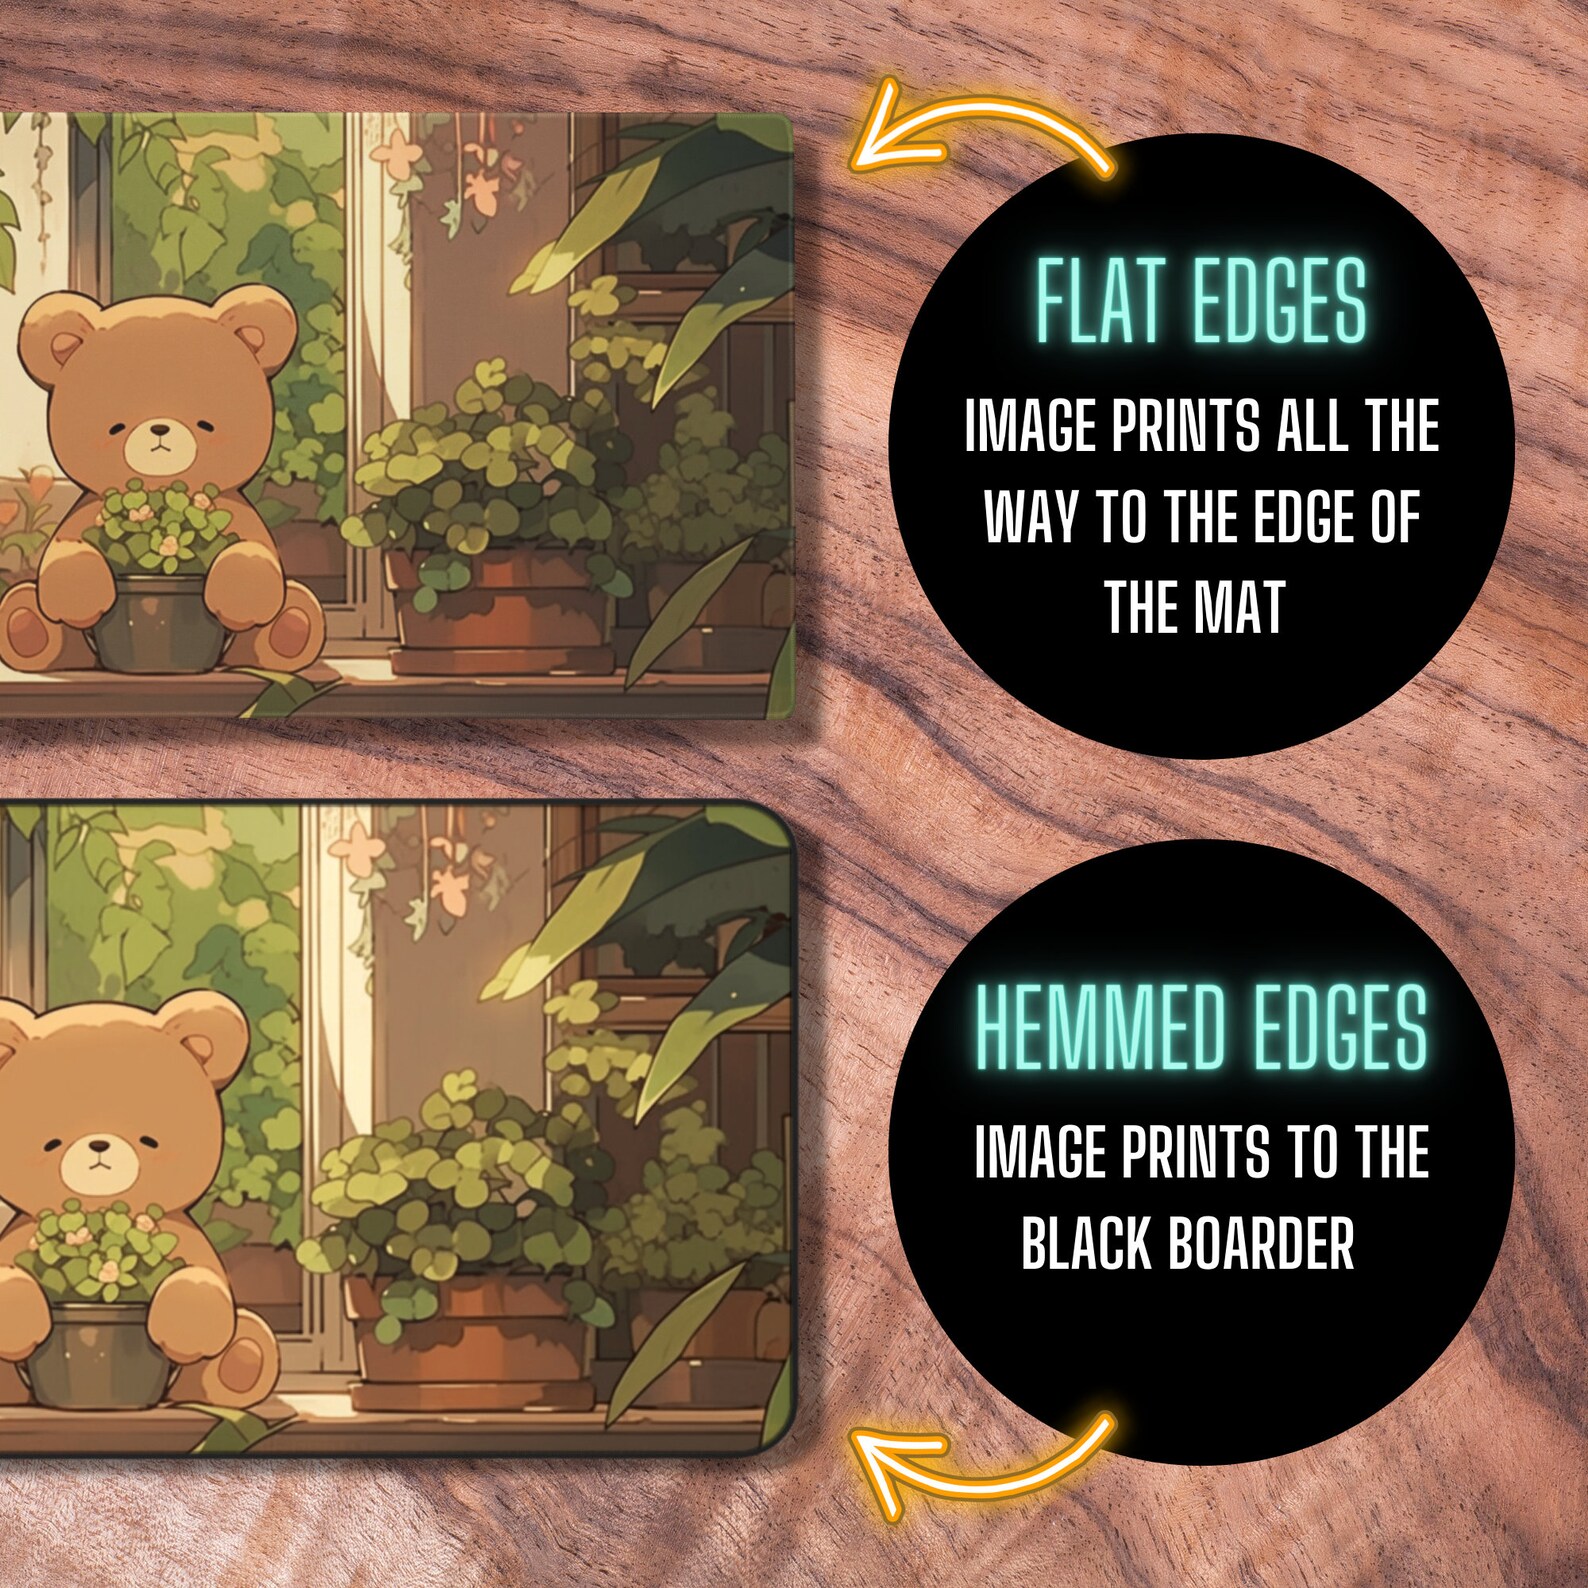 FLAT EDGES
IMAGE PRINTS ALL THE
WAY TO THE EDGE OF
THE MAT
HEMMED EDGES
IMAGE PRINTS TO THE
BLACK BOARDER